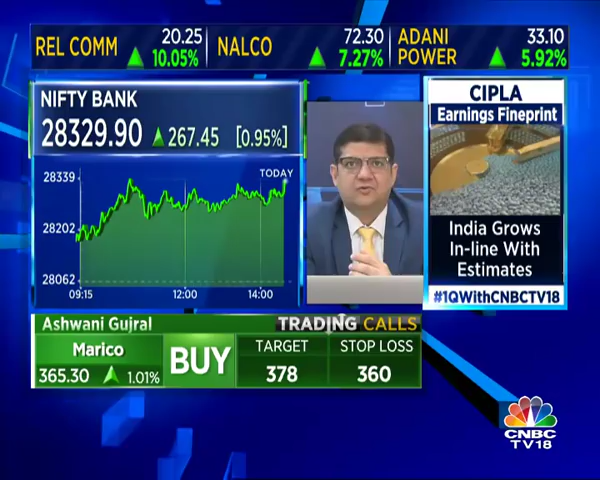 REL COMM 20.25 10.05%
NALCO 72.30 7.27%
ADANI POWER 33.10 5.92%
NIFTY BANK
28329.90 267.45 [0.95%]
TODAY
28339
28202
28062
09:15 12:00 14:00
CIPLA
Earnings Fineprint
India Grows
In-line With
Estimates
#1QWithCNBCTV18
Ashwani Gujral TRADING CALLS
Marico
365.30 1.01%
BUY
TARGET STOP LOSS
378 360
CNBC
TV18